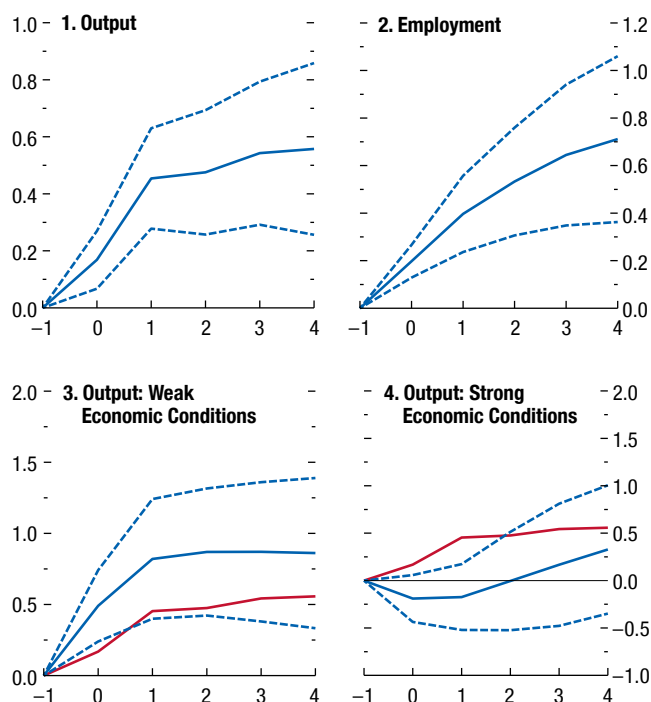 1. Output
1.0
0.8
0.6
0.4
0.2
0.0
–1 0 1 2 3 4
2. Employment
1.2
1.0
0.8
0.6
0.4
0.2
0.0
–1 0 1 2 3 4
3. Output: Weak
Economic Conditions
2.0
1.5
1.0
0.5
0.0
–1 0 1 2 3 4
4. Output: Strong
Economic Conditions
2.0
1.5
1.0
0.5
0.0
–0.5
–1.0
–1 0 1 2 3 4